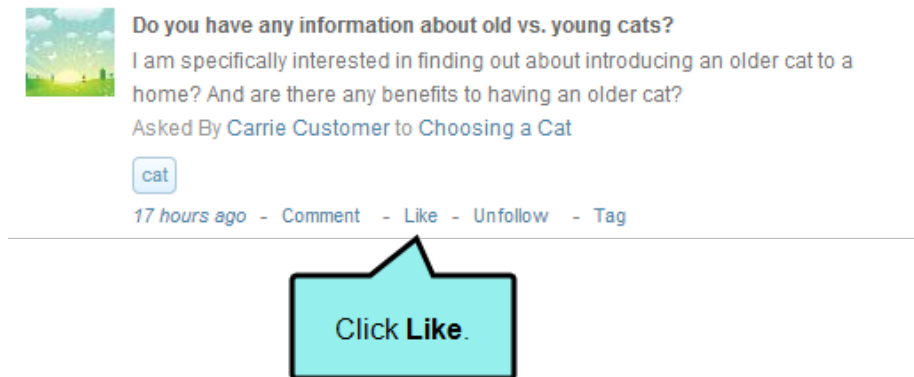 Do you have any information about old vs. young cats?
I am specifically interested in finding out about introducing an older cat to a
home? And are there any benefits to having an older cat?
Asked By Carrie Customer to Choosing a Cat
cat
17 hours ago - Comment - Like - Unfollow - Tag
Click Like.